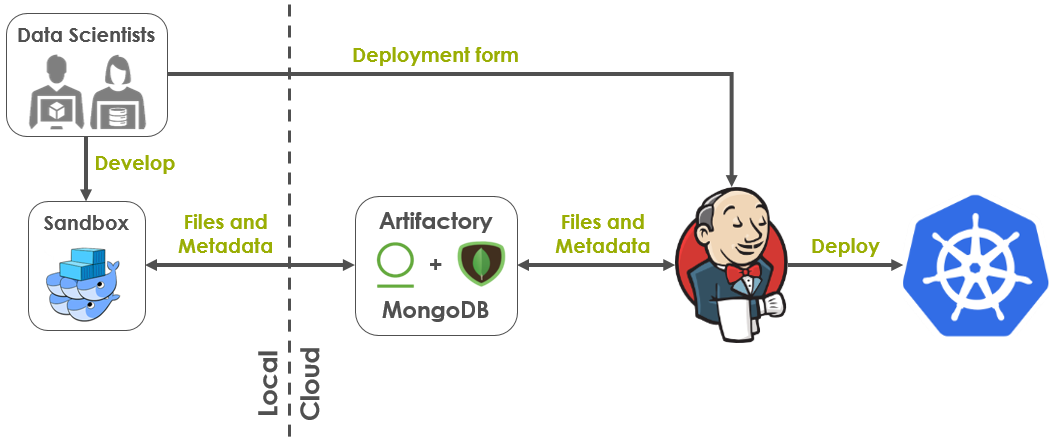 Data Scientists
Deployment form
Develop
Sandbox
Files and
Metadata
Artifactory
+
MongoDB
Files and
Metadata
Deploy
Local
Cloud